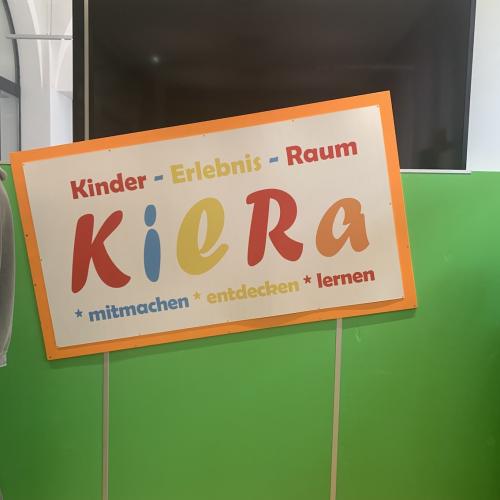 Kinder - Erlebnis - Raum
KieRa
* mitmachen * entdecken * lernen